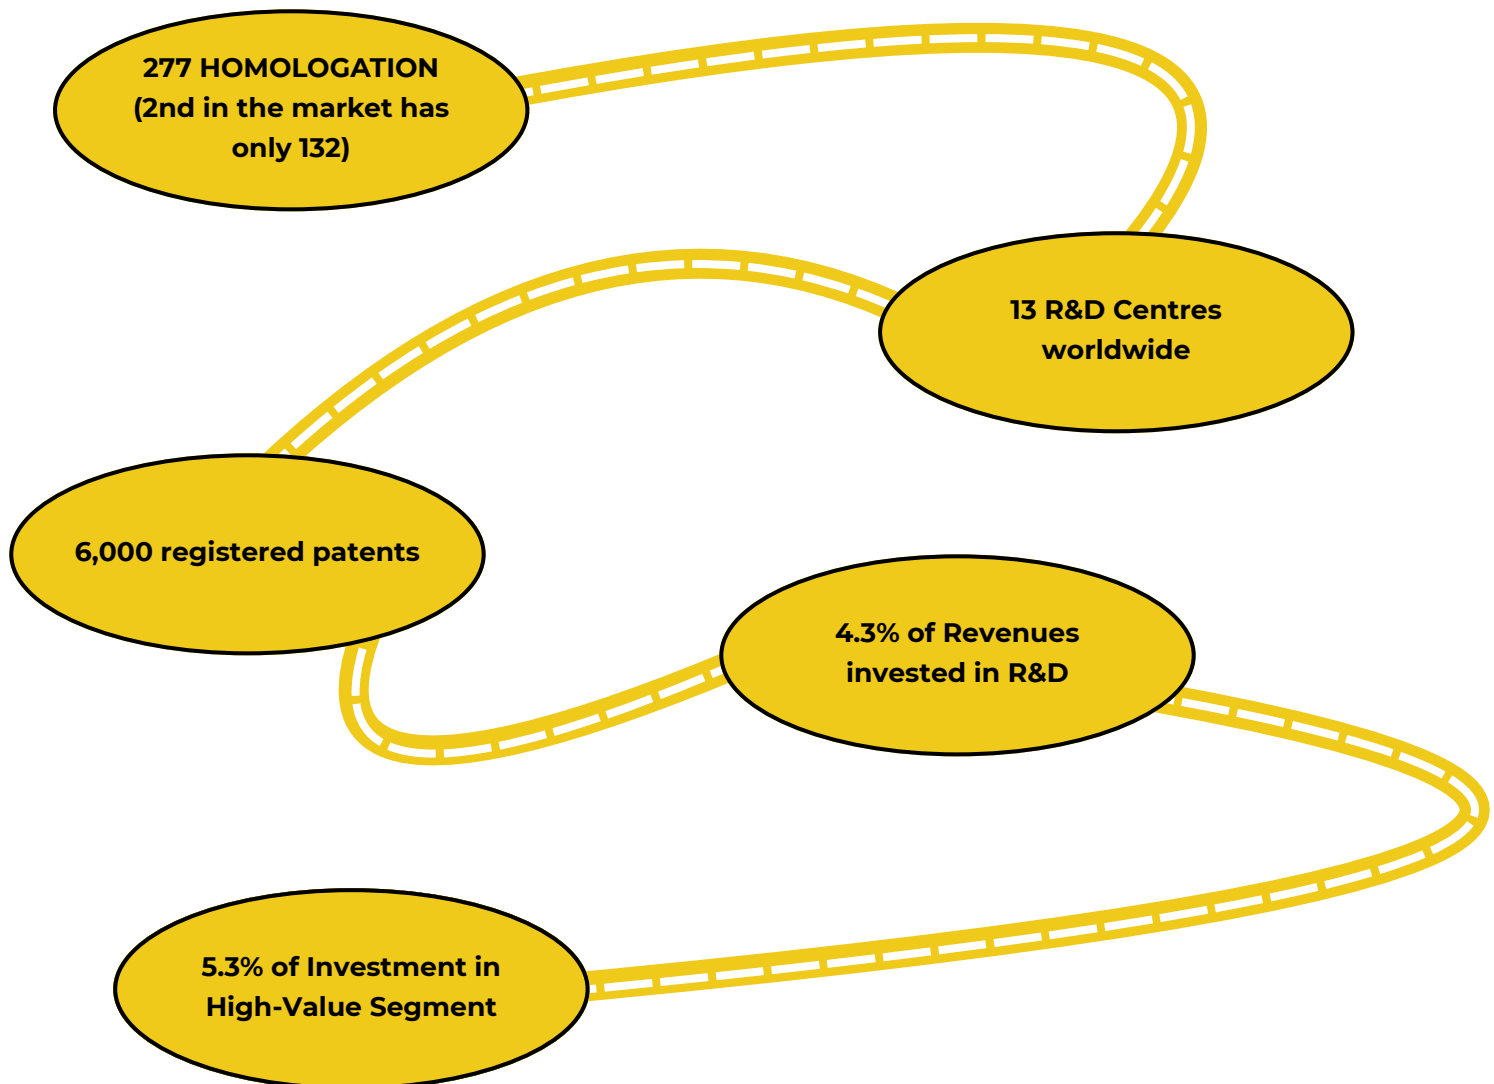 277 HOMOLOGATION
(2nd in the market has
only 132)
13 R&D Centres
worldwide
6,000 registered patents
4.3% of Revenues
invested in R&D
5.3% of Investment in
High-Value Segment